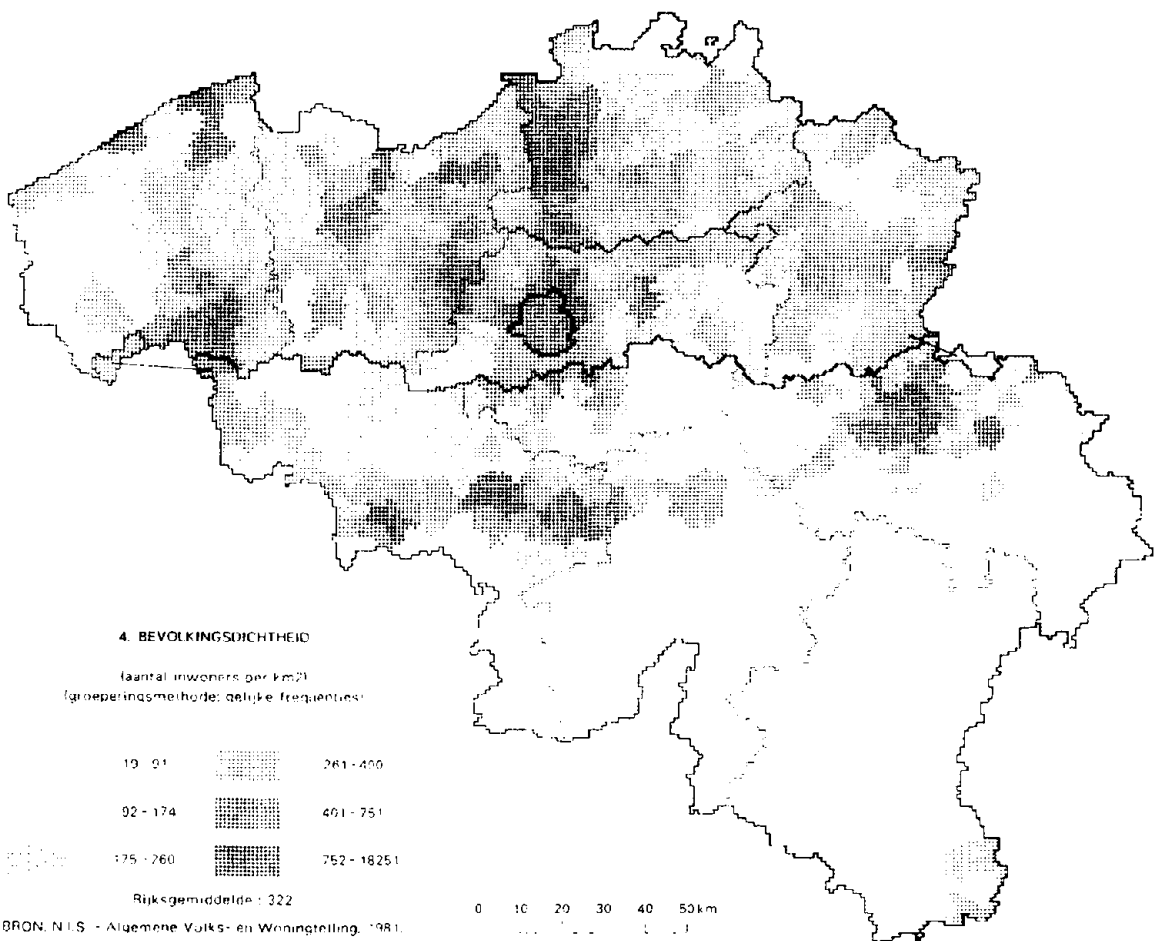 4. BEVOLKINGSDICHTHEID
(aantal inwoners per km2)
(groeperingsmethode: gelijke frequenties)
19 - 91 261 - 400
92 - 174 401 - 751
175 - 260 752 - 18251
Rijksgemiddelde : 322
BRON. N.I.S. - Algemene Volks- en Woningtelling, 1981.
0 10 20 30 40 50 km